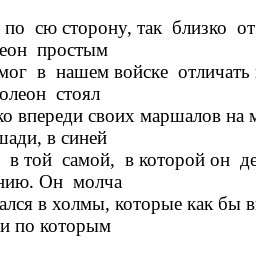 по сю сторону, так близко от
еон простым
мог в нашем войске отличать
олеон стоял
ко впереди своих маршалов на м
шади, в синей
в той самой, в которой он де
нию. Он молча
ался в холмы, которые как бы в
и по которым